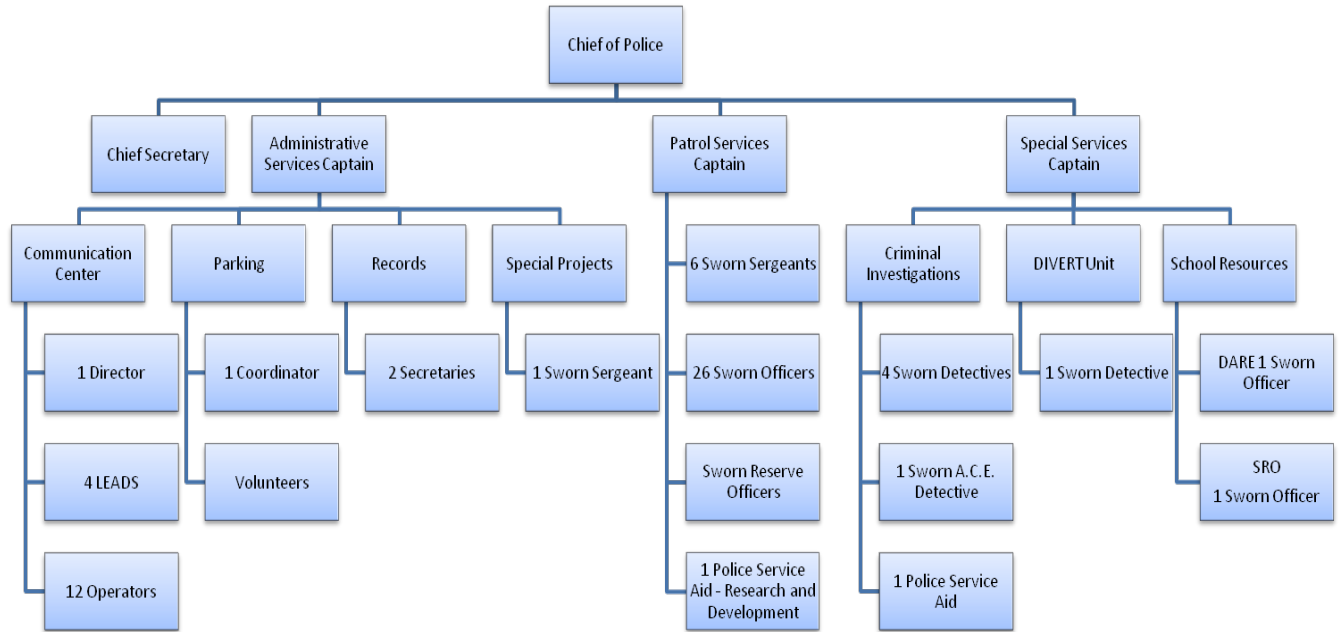 Chief of Police
Chief Secretary
Administrative
Services Captain
Patrol Services
Captain
Special Services
Captain
Communication
Center
Parking
Records
Special Projects
6 Sworn Sergeants
Criminal
Investigations
DIVERT Unit
School Resources
1 Director
1 Coordinator
2 Secretaries
1 Sworn Sergeant
26 Sworn Officers
4 Sworn Detectives
1 Sworn Detective
DARE 1 Sworn
Officer
4 LEADS
Volunteers
Sworn Reserve
Officers
1 Sworn A.C.E.
Detective
SRO
1 Sworn Officer
12 Operators
1 Police Service
Aid - Research and
Development
1 Police Service
Aid